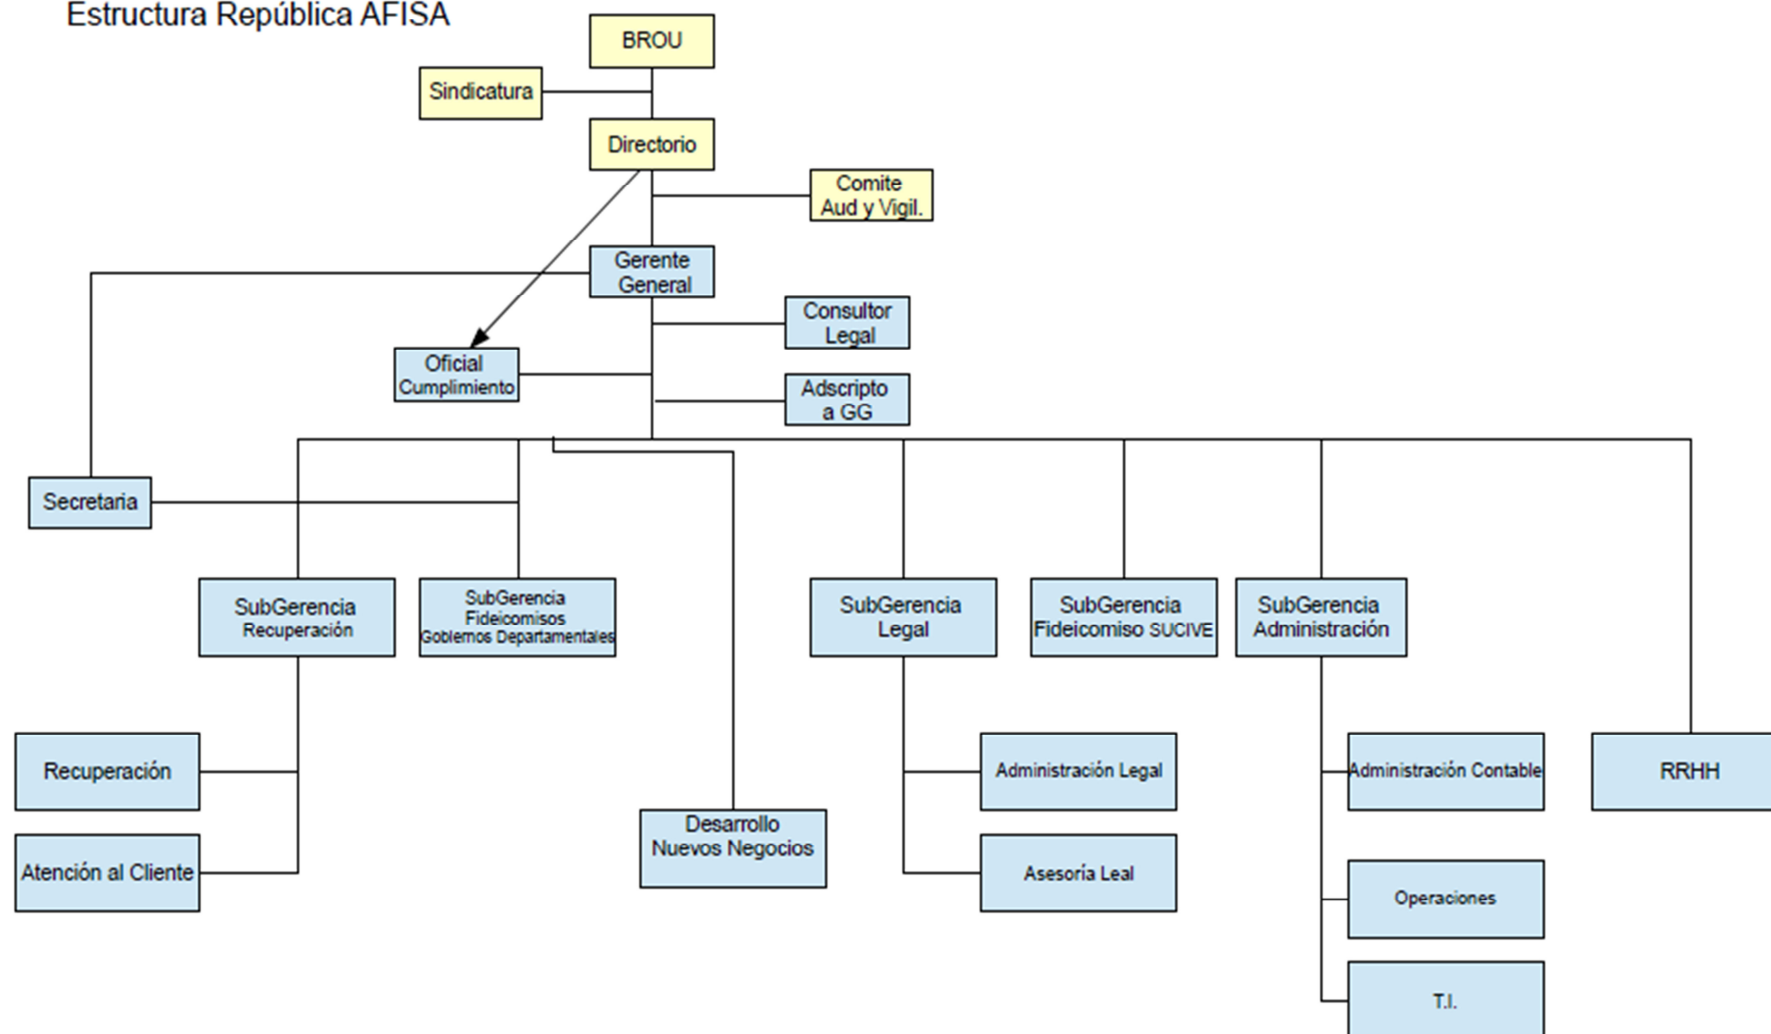 Estructura República AFISA
BROU
Sindicatura
Directorio
Comite
Aud y Vigil.
Gerente
General
Consultor
Legal
Oficial
Cumplimiento
Adscripto
a GG
Secretaria
SubGerencia
Recuperación
SubGerencia
Fideicomisos
Gobiernos Departamentales
SubGerencia
Legal
SubGerencia
Fideicomiso SUCIVE
SubGerencia
Administración
Recuperación
Administración Legal
Administración Contable
RRHH
Desarrollo
Nuevos Negocios
Atención al Cliente
Asesoría Leal
Operaciones
T.I.